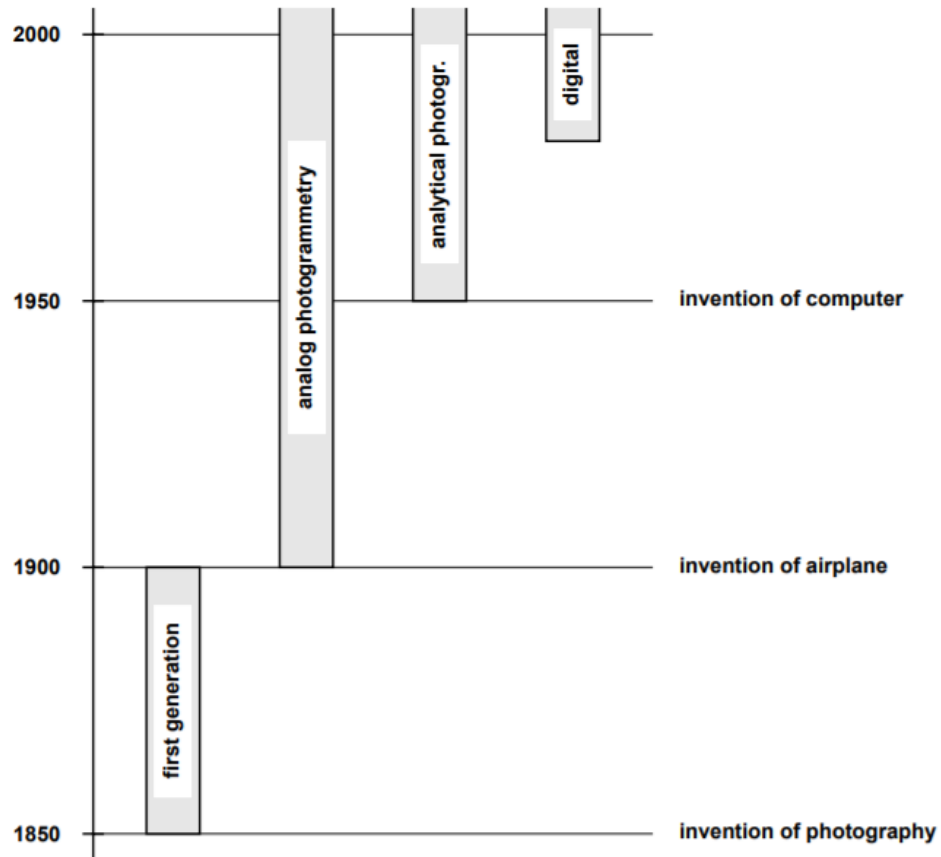 2000
analog photogrammetry
analytical photogr.
digital
1950
invention of computer
1900
invention of airplane
first generation
1850
invention of photography